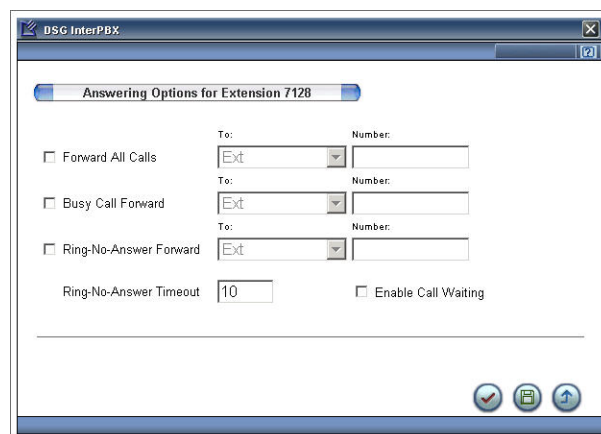 DSG InterPBX
Answering Options for Extension 7128
To: Number:
Forward All Calls Ext
To: Number:
Busy Call Forward Ext
To: Number:
Ring-No-Answer Forward Ext
Ring-No-Answer Timeout 10 Enable Call Waiting